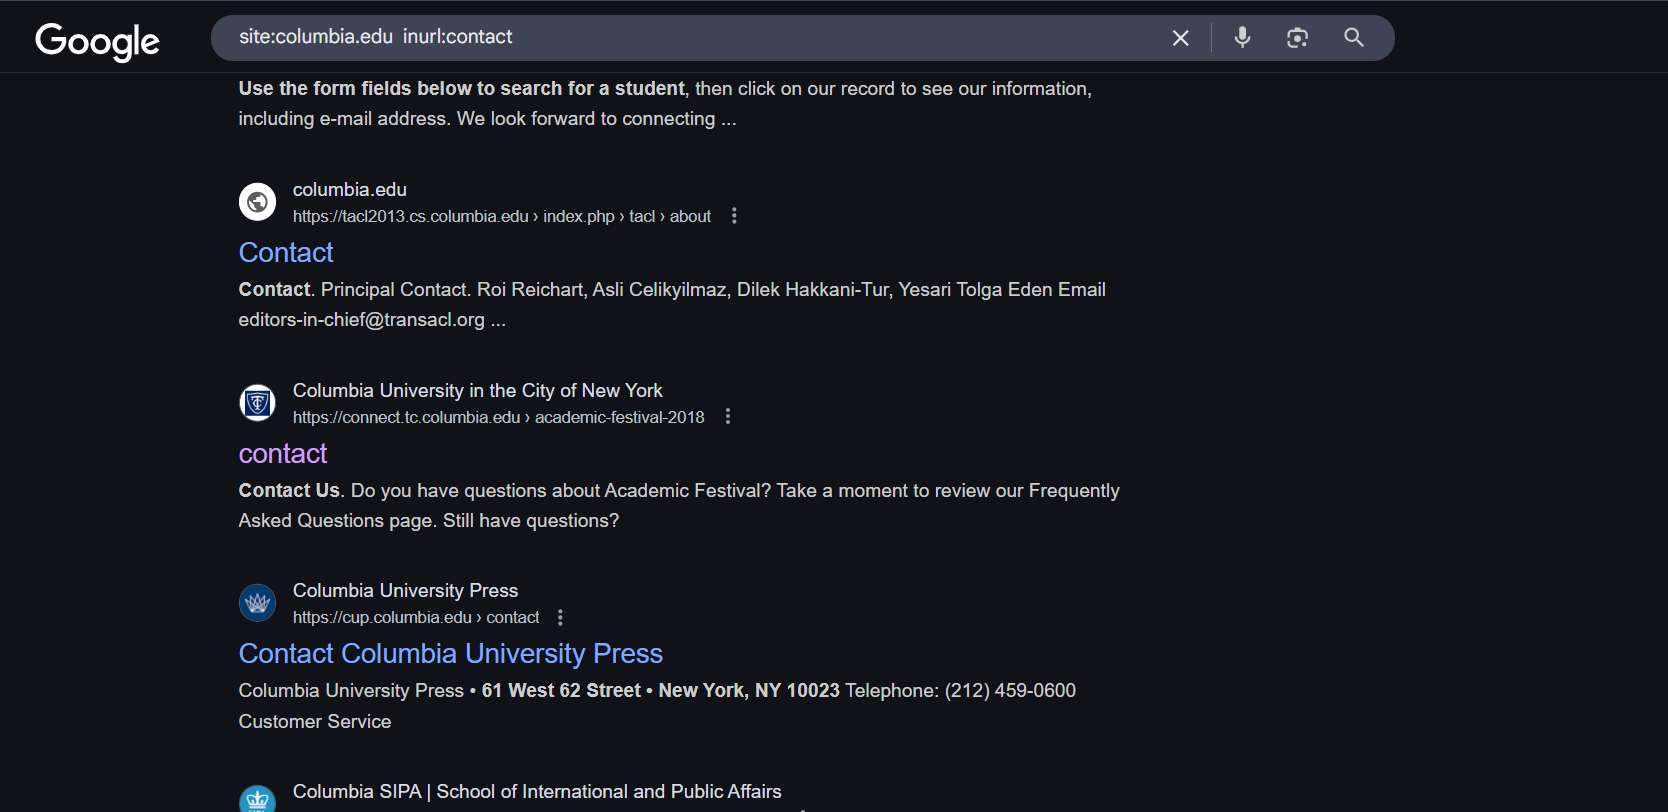 Google
site:columbia.edu inurl:contact
Use the form fields below to search for a student, then click on our record to see our information,
including e-mail address. We look forward to connecting ...
columbia.edu
https://tacl2013.cs.columbia.edu › index.php › tacl › about
Contact
Contact. Principal Contact. Roi Reichart, Asli Celikyilmaz, Dilek Hakkani-Tur, Yesari Tolga Eden Email
editors-in-chief@transacl.org ...
Columbia University in the City of New York
https://connect.tc.columbia.edu › academic-festival-2018
contact
Contact Us. Do you have questions about Academic Festival? Take a moment to review our Frequently
Asked Questions page. Still have questions?
Columbia University Press
https://cup.columbia.edu › contact
Contact Columbia University Press
Columbia University Press • 61 West 62 Street • New York, NY 10023 Telephone: (212) 459-0600
Customer Service
Columbia SIPA | School of International and Public Affairs